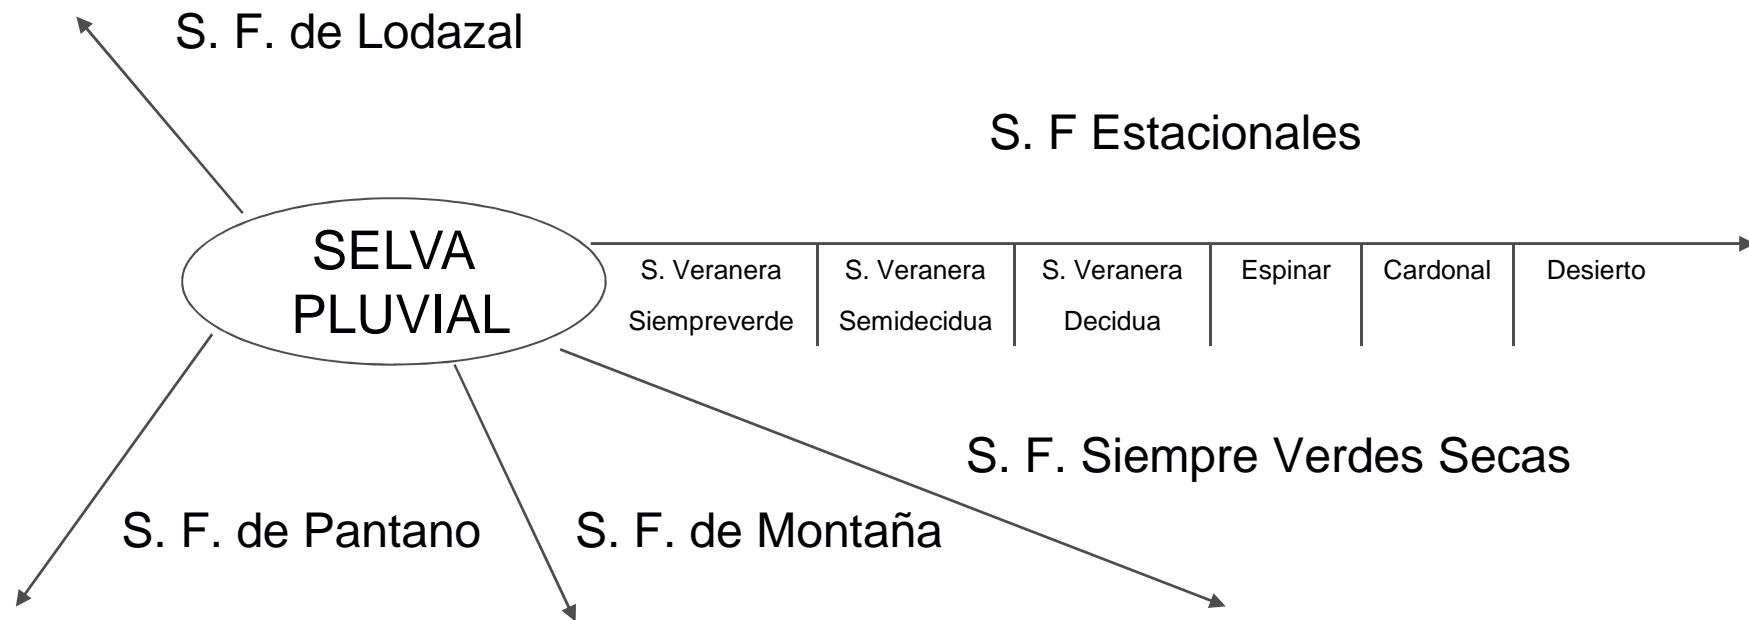 S. F. de Lodazal
S. F Estacionales
SELVA
PLUVIAL
S. Veranera
Siempreverde
S. Veranera
Semidecidua
S. Veranera
Decidua
Espinar
Cardonal
Desierto
S. F. Siempre Verdes Secas
S. F. de Pantano
S. F. de Montaña